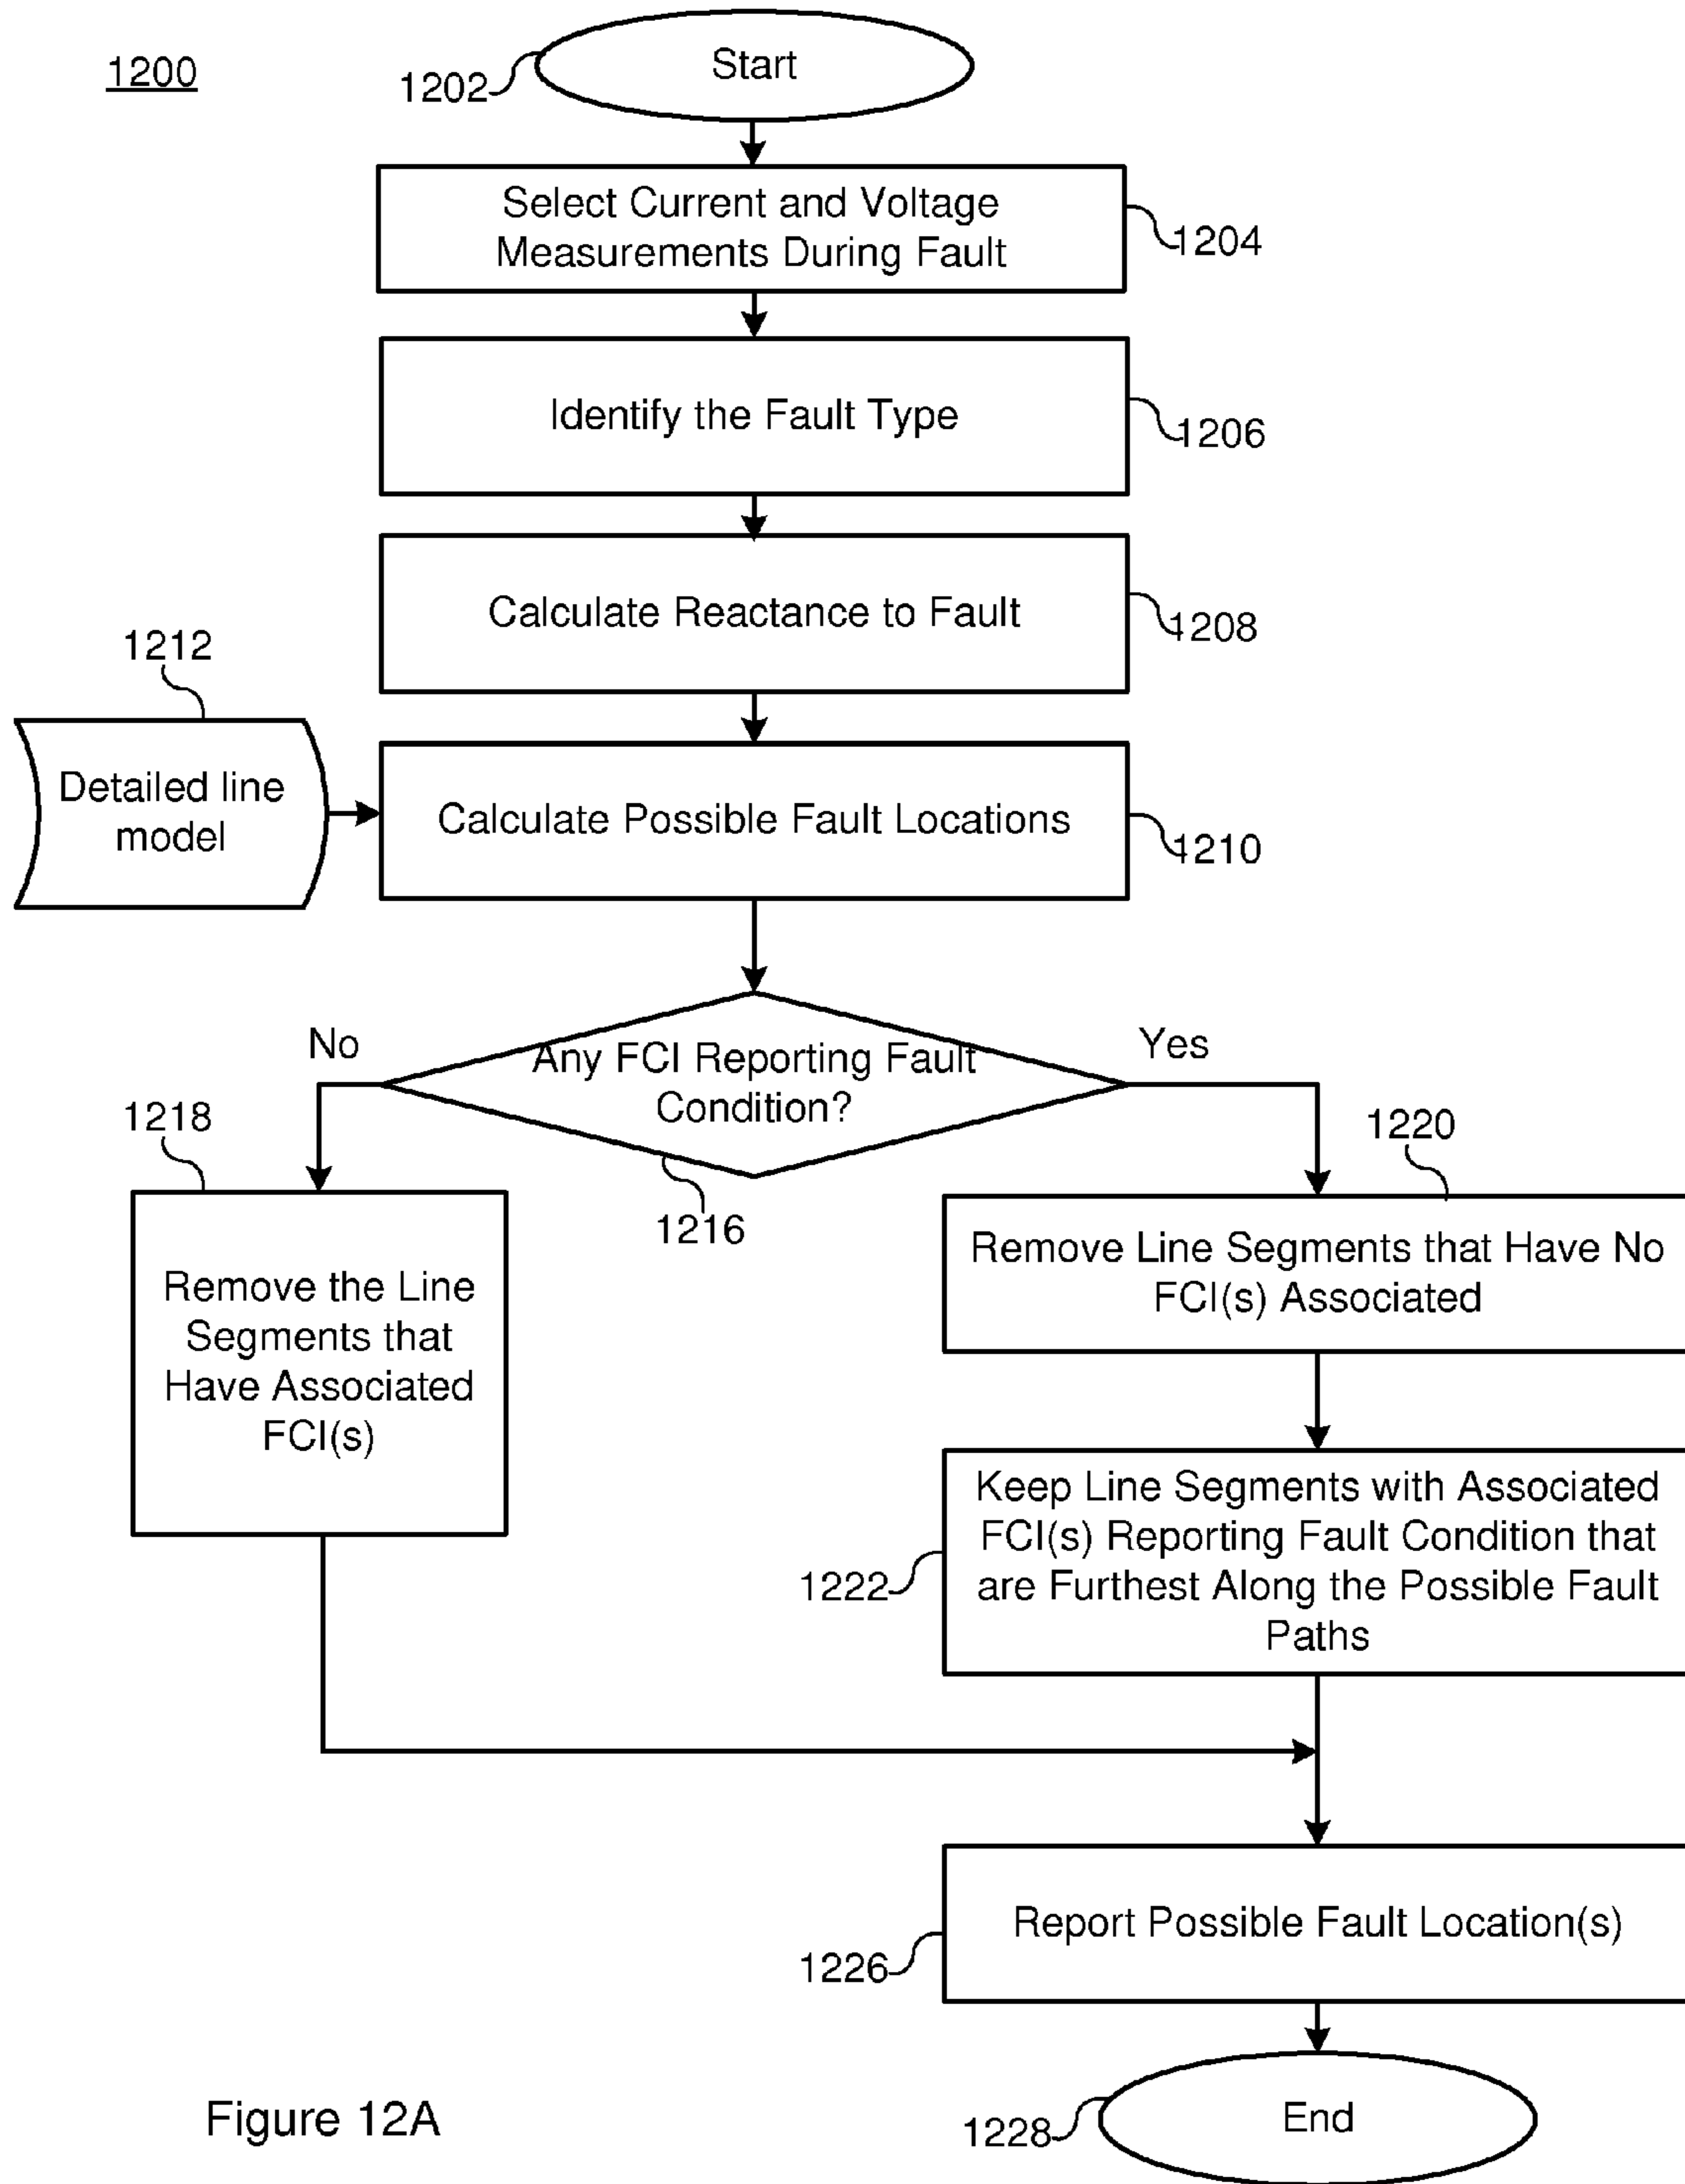 1200
Start
1202
Select Current and Voltage
Measurements During Fault
1204
Identify the Fault Type
1206
Calculate Reactance to Fault
1208
1212
Detailed line
model
Calculate Possible Fault Locations
1210
No
Any FCI Reporting Fault
Condition?
Yes
1216
1218
Remove the Line
Segments that
Have Associated
FCI(s)
1220
Remove Line Segments that Have No
FCI(s) Associated
Keep Line Segments with Associated
FCI(s) Reporting Fault Condition that
are Furthest Along the Possible Fault
Paths
1222
Report Possible Fault Location(s)
1226
End
1228
Figure 12A